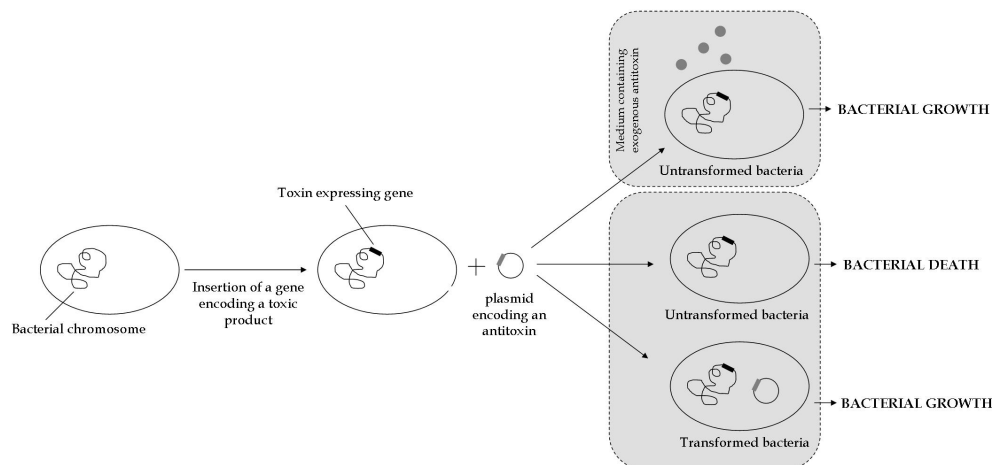 Medium containing
exogenous antitoxin
BACTERIAL GROWTH
Untransformed bacteria
Toxin expressing gene
Bacterial chromosome
Insertion of a gene
encoding a toxic
product
plasmid
encoding an
antitoxin
BACTERIAL DEATH
Untransformed bacteria
BACTERIAL GROWTH
Transformed bacteria